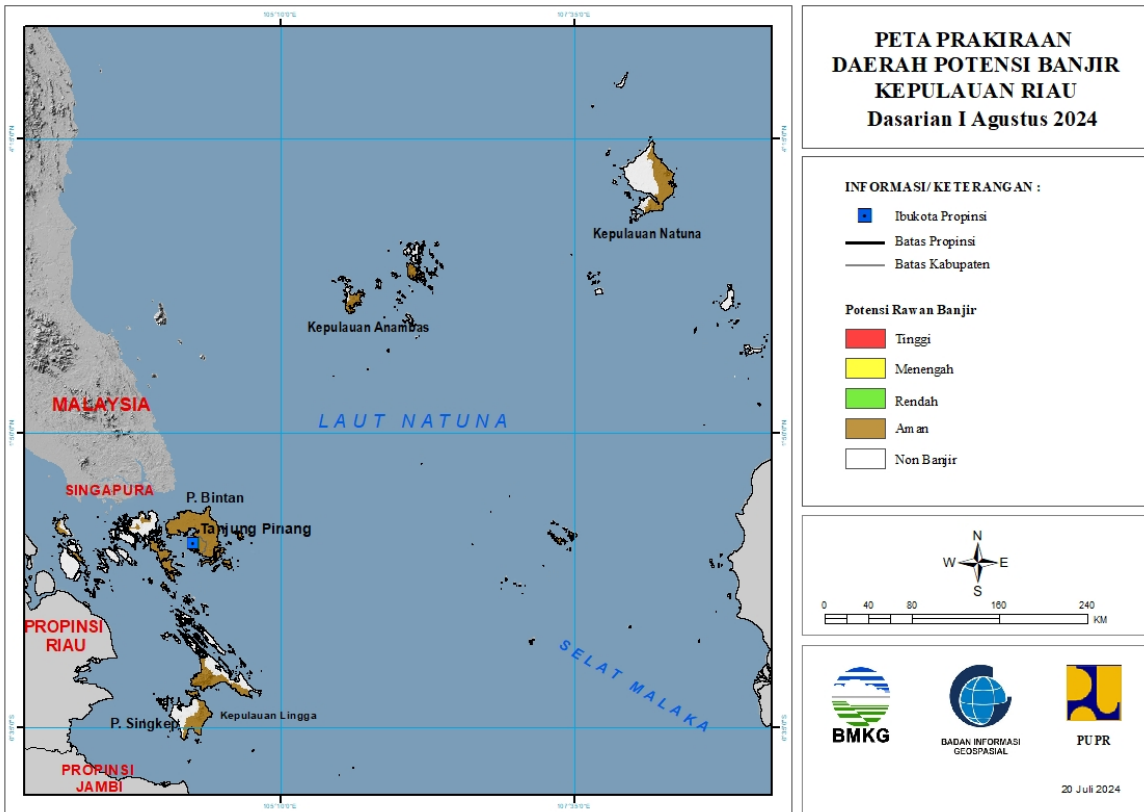 PETA PRAKIRAAN
DAERAH POTENSI BANJIR
KEPULAUAN RIAU
Dasarian I Agustus 2024
INFORMASI/ KETERANGAN :
Ibukota Propinsi
Batas Propinsi
Batas Kabupaten
Potensi Rawan Banjir
Tinggi
Menengah
Rendah
Aman
Non Banjir
N
W E
S
0 40 80 160 240
KM
BMKG
BADAN INFORMASI
GEOSPASIAL
PUPR
20 Juli 2024
Kepulauan Natuna
Kepulauan Anambas
MALAYSIA
LAUT NATUNA
SINGAPURA
P. Bintan
Tanjung Pinang
PROPINSI
RIAU
SELAT MALAKA
P. Singkep
Kepulauan Lingga
PROPINSI
JAMBI